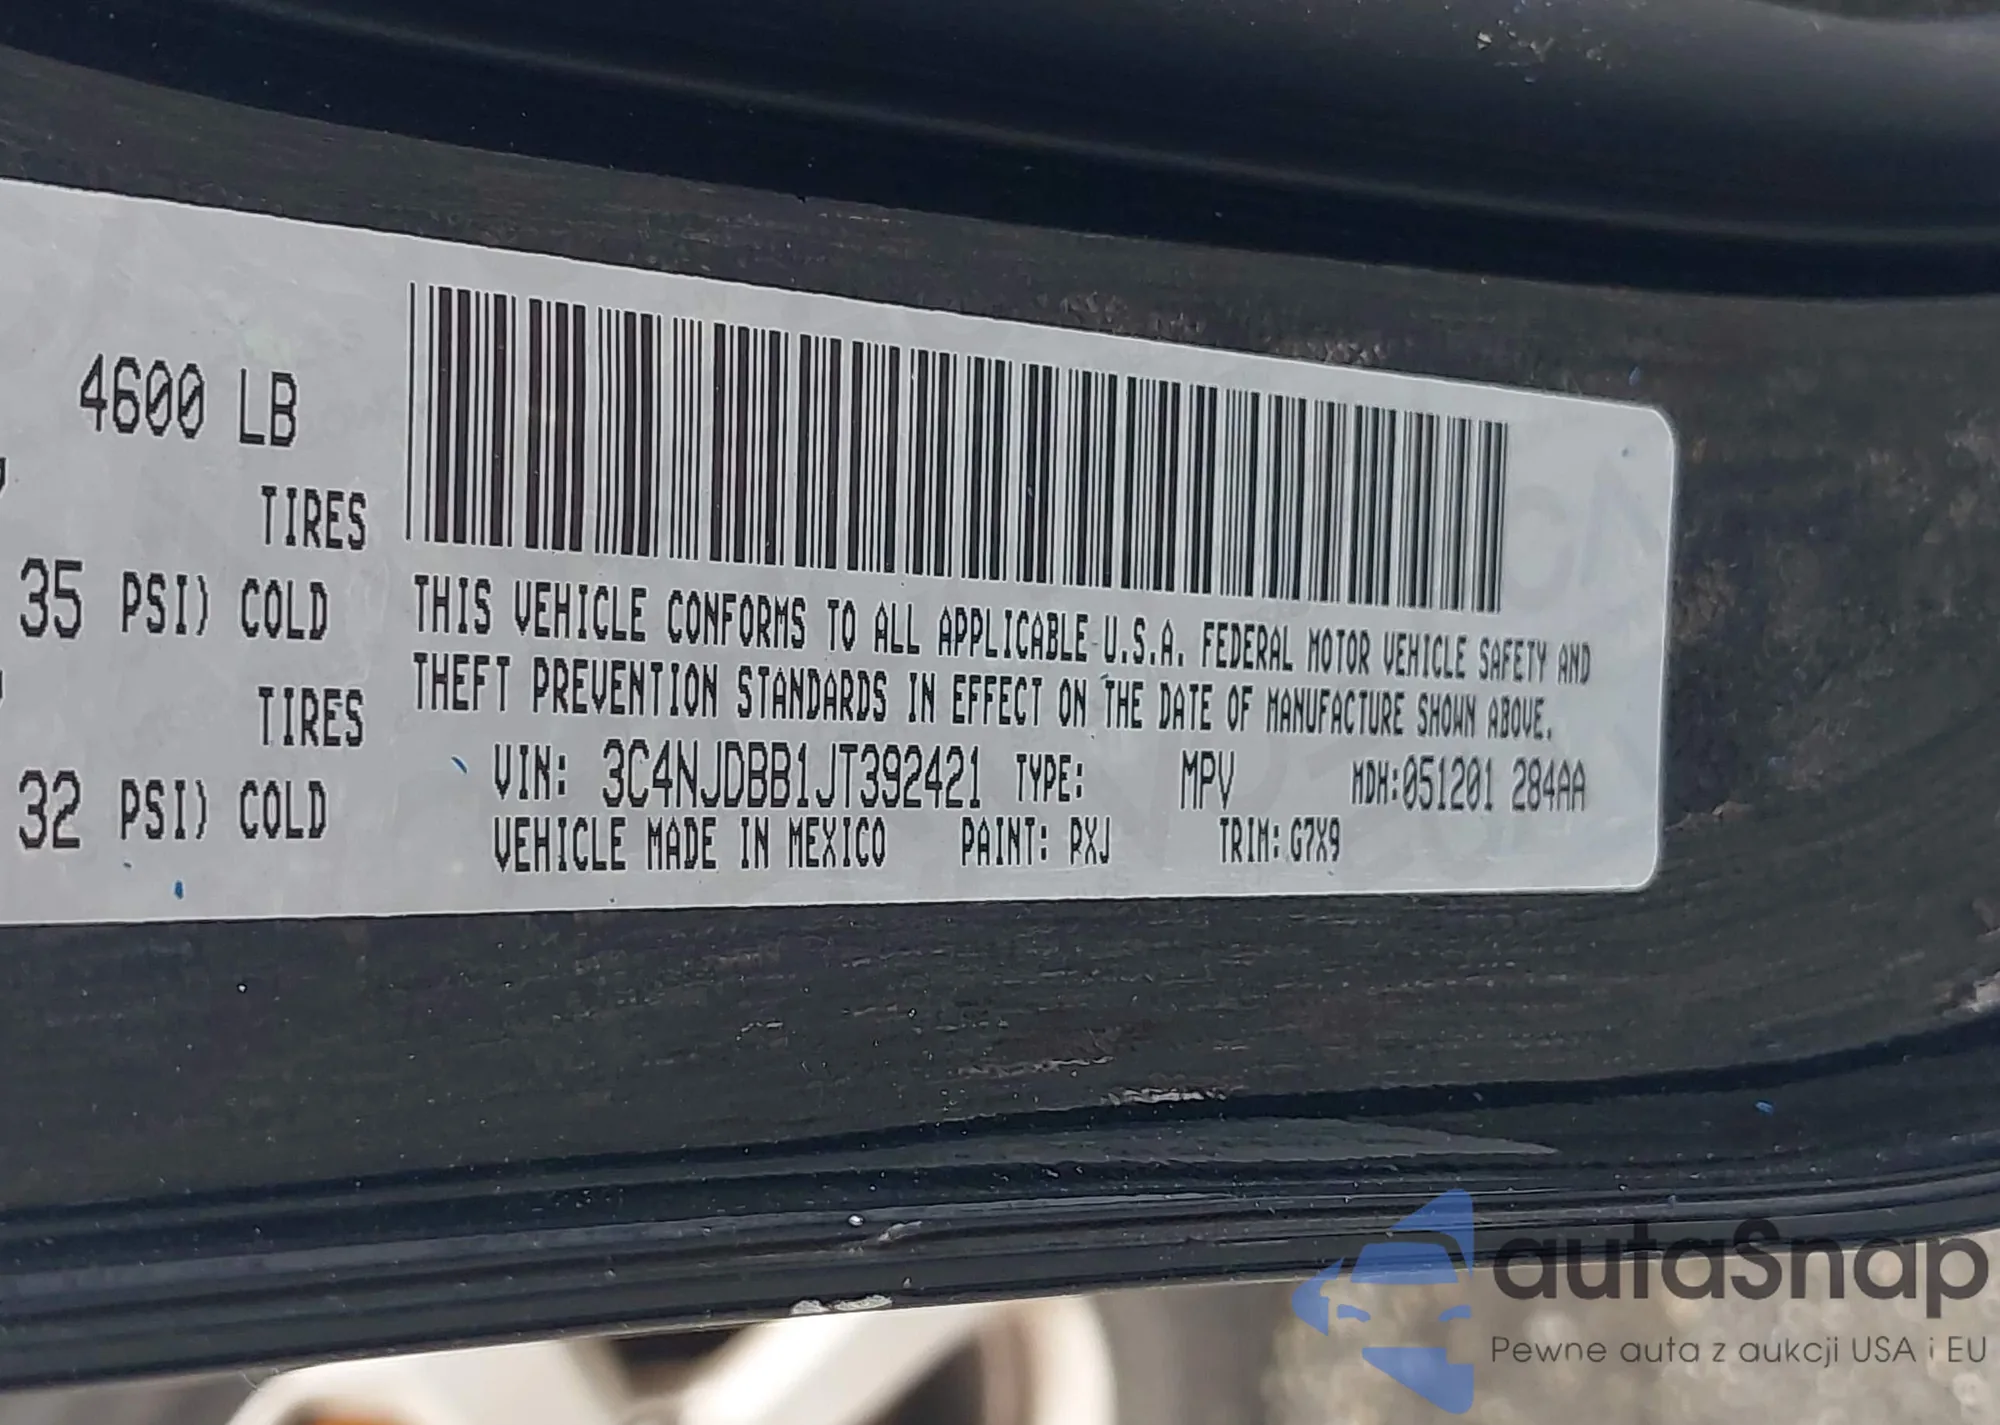 4600 LB
TIRES
35 PSI) COLD
TIRES
32 PSI) COLD
THIS VEHICLE CONFORMS TO ALL APPLICABLE U.S.A. FEDERAL MOTOR VEHICLE SAFETY AND
THEFT PREVENTION STANDARDS IN EFFECT ON THE DATE OF MANUFACTURE SHOWN ABOVE.
VIN: 3C4NJDBB1JT392421 TYPE: MPV MDH:051201 284AA
VEHICLE MADE IN MEXICO PAINT: PXJ TRIM: G7X9
autaSnap
Pewne auta z aukcji USA i EU